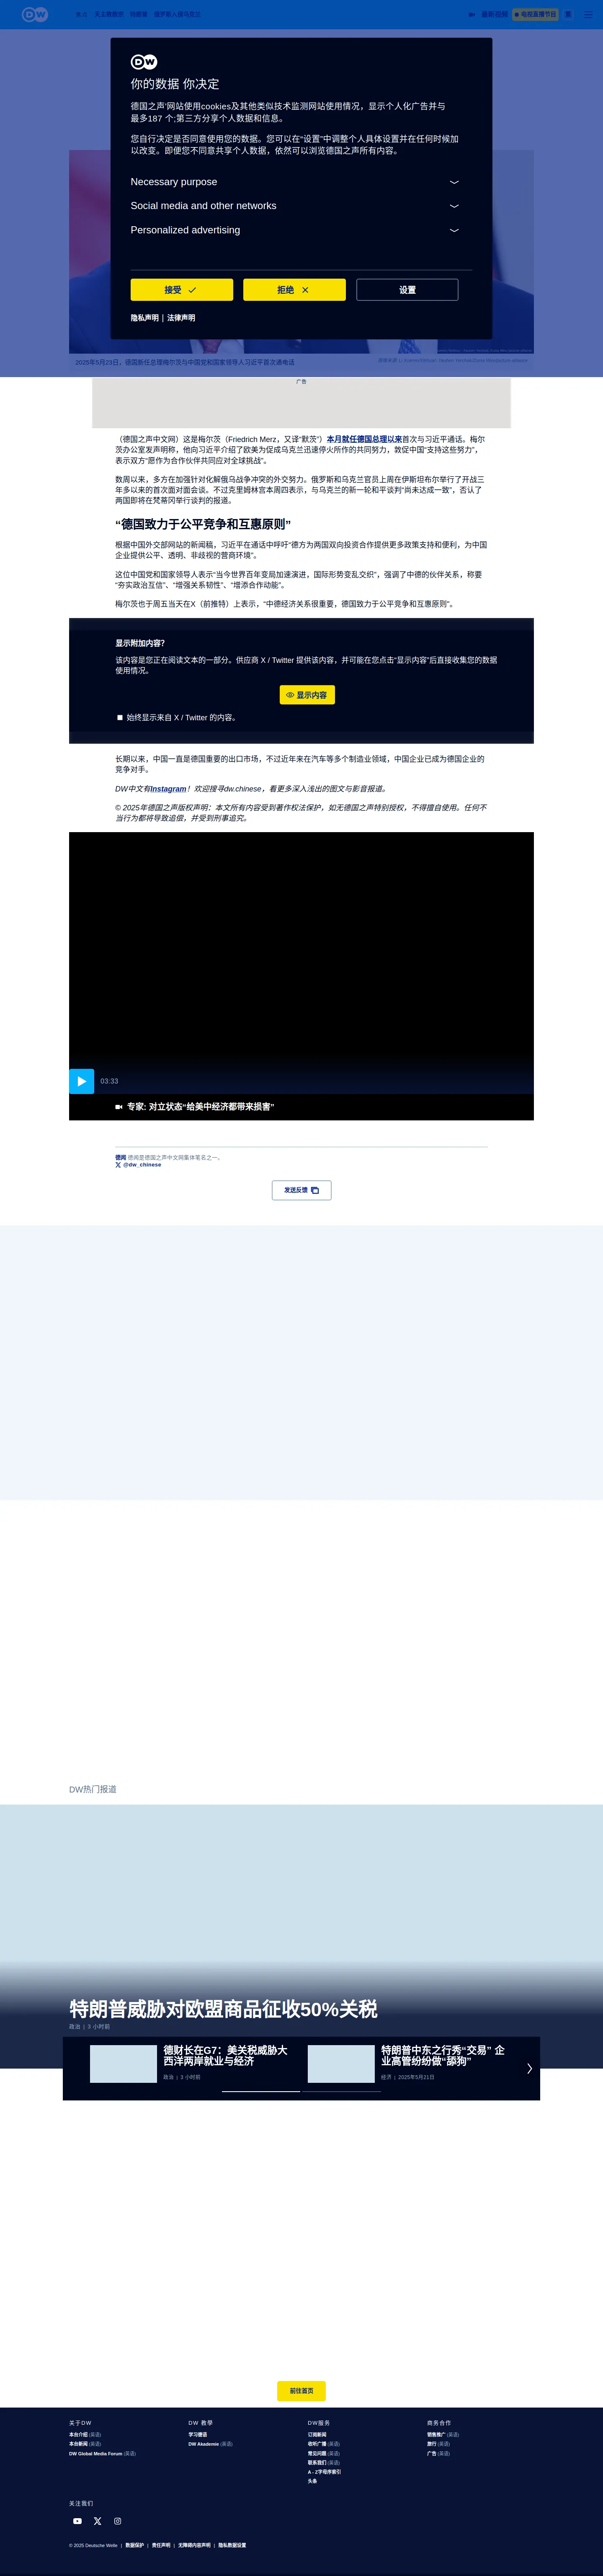 DW
最新视频
电视直播节目
DW
你的数据 你决定
德国之声'网站使用cookies及其他类似技术监测网站使用情况，显示个人化广告并与
最多187 个;第三方分享个人数据和信息。
您自行决定是否同意使用您的数据。您可以在“设置”中调整个人具体设置并在任何时候加
以改变。即便您不同意共享个人数据，依然可以浏览德国之声所有内容。
Necessary purpose
Social media and other networks
Personalized advertising
接受
拒绝
设置
隐私声明 | 法律声明
2025年5月23日，德国新任总理梅尔茨与中国党和国家领导人习近平首次通电话
广告
（德国之声中文网）这是梅尔茨（Friedrich Merz，又译“默茨”）本月就任德国总理以来首次与习近平通话。梅尔
茨办公室发声明称，他向习近平介绍了欧美为促成乌克兰迅速停火所作的共同努力，敦促中国“支持这些努力”，
表示双方“愿作为合作伙伴共同应对全球挑战”。
数周以来，多方在加强针对化解俄乌战争冲突的外交努力。俄罗斯和乌克兰官员上周在伊斯坦布尔举行了开战三
年多以来的首次面对面会谈。不过克里姆林宫本周四表示，与乌克兰的新一轮和平谈判“尚未达成一致”，否认了
两国即将在梵蒂冈举行谈判的报道。
“德国致力于公平竞争和互惠原则”
根据中国外交部网站的新闻稿，习近平在通话中呼吁“德方为两国双向投资合作提供更多政策支持和便利，为中国
企业提供公平、透明、非歧视的营商环境”。
这位中国党和国家领导人表示“当今世界百年变局加速演进，国际形势变乱交织”，强调了中德的伙伴关系，称要
“夯实政治互信”、“增强关系韧性”、“增添合作动能”。
梅尔茨也于周五当天在X（前推特）上表示，“中德经济关系很重要，德国致力于公平竞争和互惠原则”。
显示附加内容？
该内容是您正在阅读文本的一部分。供应商 X / Twitter 提供该内容，并可能在您点击“显示内容”后直接收集您的数据
使用情况。
显示内容
始终显示来自 X / Twitter 的内容。
长期以来，中国一直是德国重要的出口市场，不过近年来在汽车等多个制造业领域，中国企业已成为德国企业的
竞争对手。
DW中文有Instagram！欢迎搜寻dw.chinese，看更多深入浅出的图文与影音报道。
© 2025年德国之声版权声明：本文所有内容受到著作权法保护，如无德国之声特别授权，不得擅自使用。任何不
当行为都将导致追偿，并受到刑事追究。
03:33
专家: 对立状态“给美中经济都带来损害”
德闻 德闻是德国之声中文网集体笔名之一。
@dw_chinese
发送反馈
DW热门报道
特朗普威胁对欧盟商品征收50%关税
政治 | 3 小时前
德财长在G7：美关税威胁大
西洋两岸就业与经济
政治 | 3 小时前
特朗普中东之行秀“交易” 企
业高管纷纷做“舔狗”
经济 | 2025年5月21日
前往首页
关于DW
本台介绍 (英语)
本台新闻 (英语)
DW Global Media Forum (英语)
DW 教學
学习德语
DW Akademie (英语)
DW服务
订阅新闻
收听广播 (英语)
常见问题 (英语)
联系我们 (英语)
A - Z字母序索引
头条
商务合作
销售推广 (英语)
旅行 (英语)
广告 (英语)
关注我们
© 2025 Deutsche Welle | 数据保护 | 责任声明 | 无障碍内容声明 | 隐私数据设置